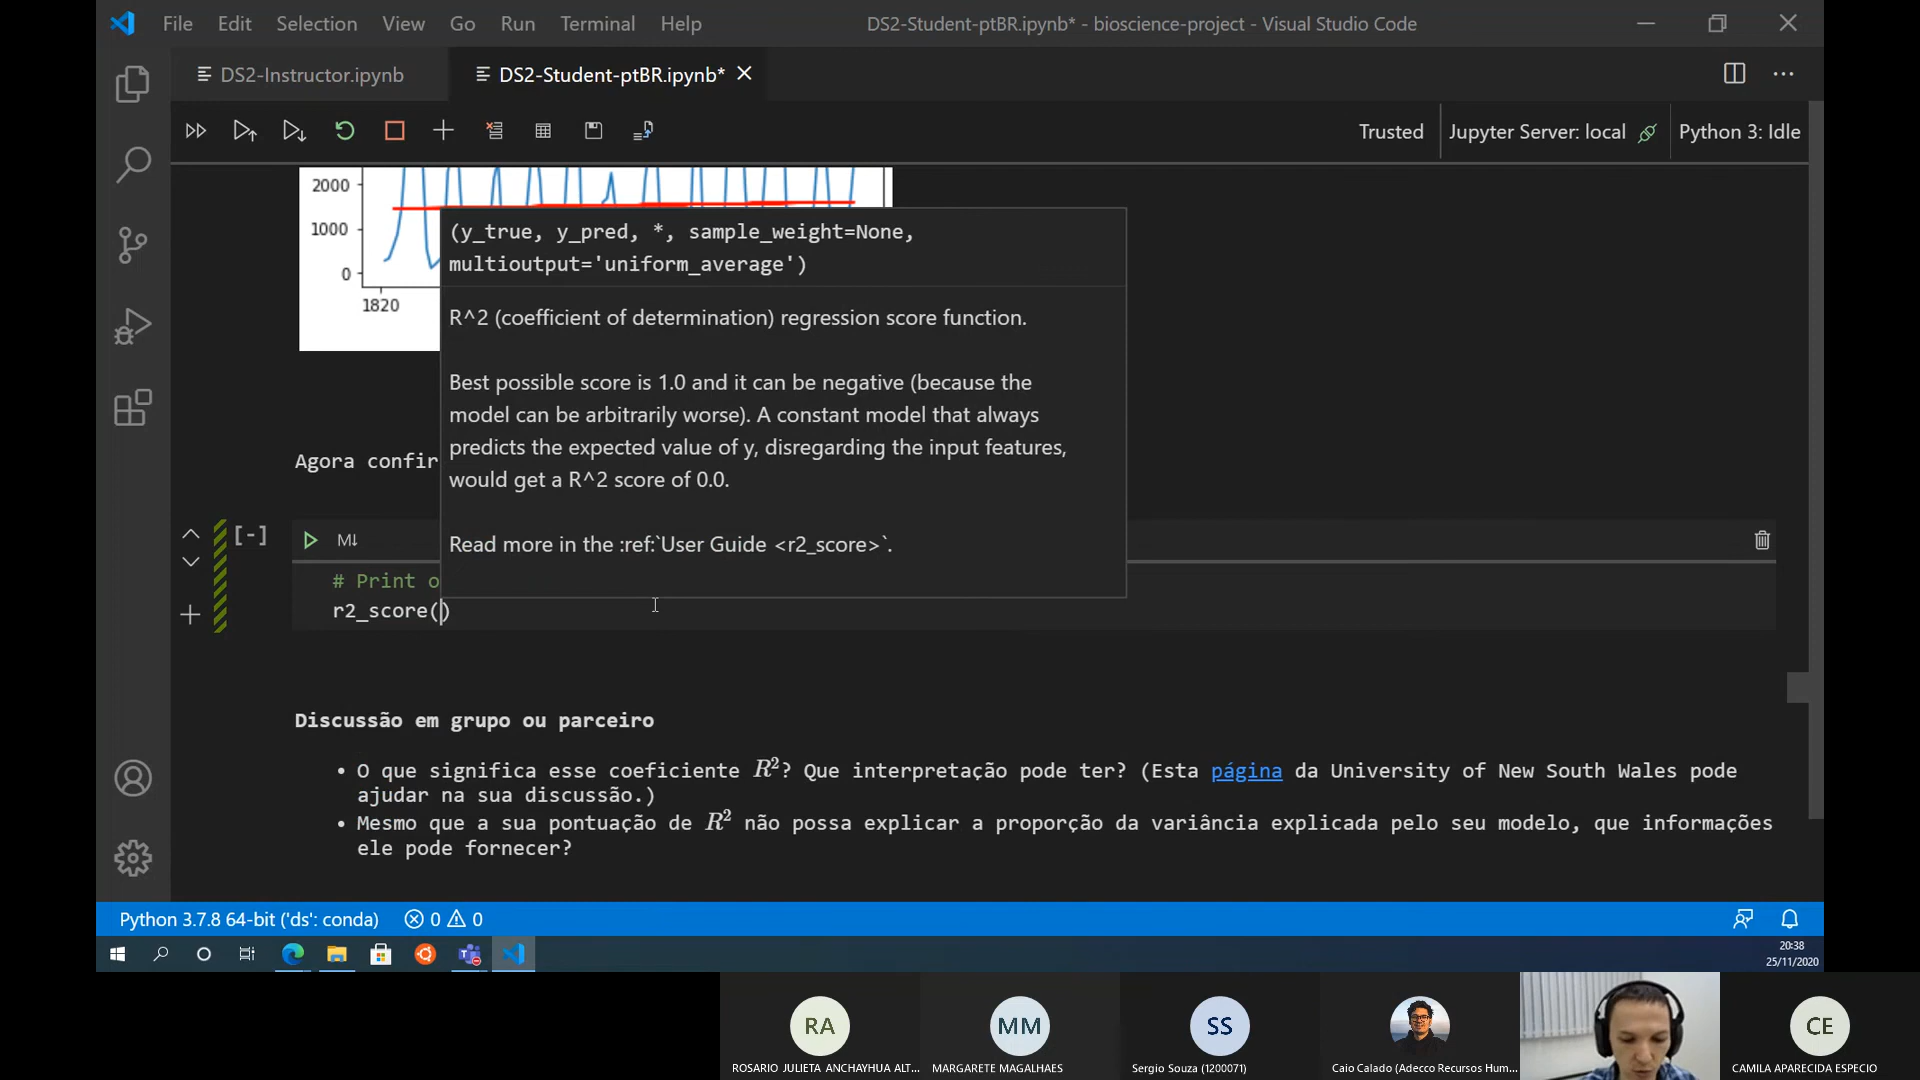 File Edit Selection View Go Run Terminal Help DS2-Student-ptBR.ipynb* - bioscience-project - Visual Studio Code
DS2-Instructor.ipynb DS2-Student-ptBR.ipynb*
Trusted Jupyter Server: local Python 3: Idle
2000
1000
0
1820
(y_true, y_pred, *, sample_weight=None,
multioutput='uniform_average')
R^2 (coefficient of determination) regression score function.
Best possible score is 1.0 and it can be negative (because the
model can be arbitrarily worse). A constant model that always
predicts the expected value of y, disregarding the input features,
would get a R^2 score of 0.0.
Read more in the :ref:`User Guide <r2_score>`.
Agora confir
[-] M↓
# Print o
r2_score()
Discussão em grupo ou parceiro
• O que significa esse coeficiente R²? Que interpretação pode ter? (Esta página da University of New South Wales pode
ajudar na sua discussão.)
• Mesmo que a sua pontuação de R² não possa explicar a proporção da variância explicada pelo seu modelo, que informações
ele pode fornecer?
Python 3.7.8 64-bit ('ds': conda) 0 0
20:38
25/11/2020
RA MM SS CE
ROSARIO JULIETA ANCHAYHUA ALT... MARGARETE MAGALHAES Sergio Souza (1200071) Caio Calado (Adecco Recursos Hum... CAMILA APARECIDA ESPECIO